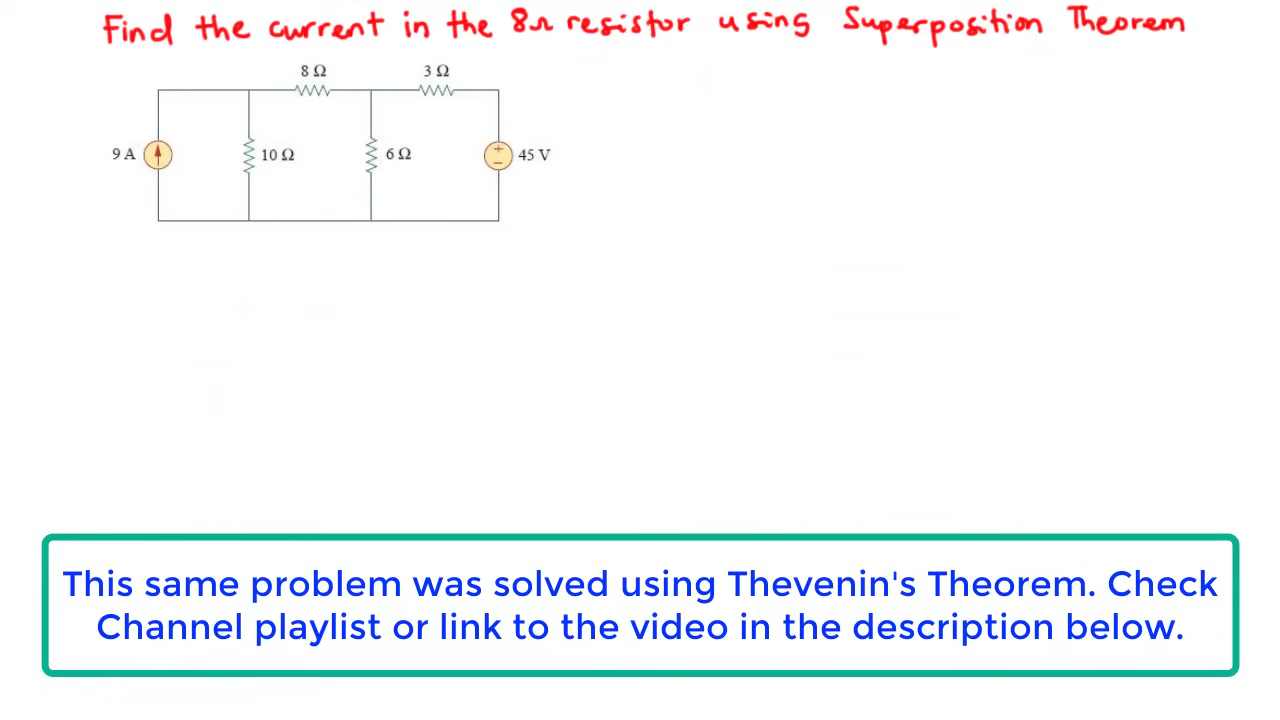 Find the current in the 8Ω resistor using Superposition Theorem
8 Ω
3 Ω
9 A
10 Ω
6 Ω
+
−
45 V
This same problem was solved using Thevenin's Theorem. Check
Channel playlist or link to the video in the description below.